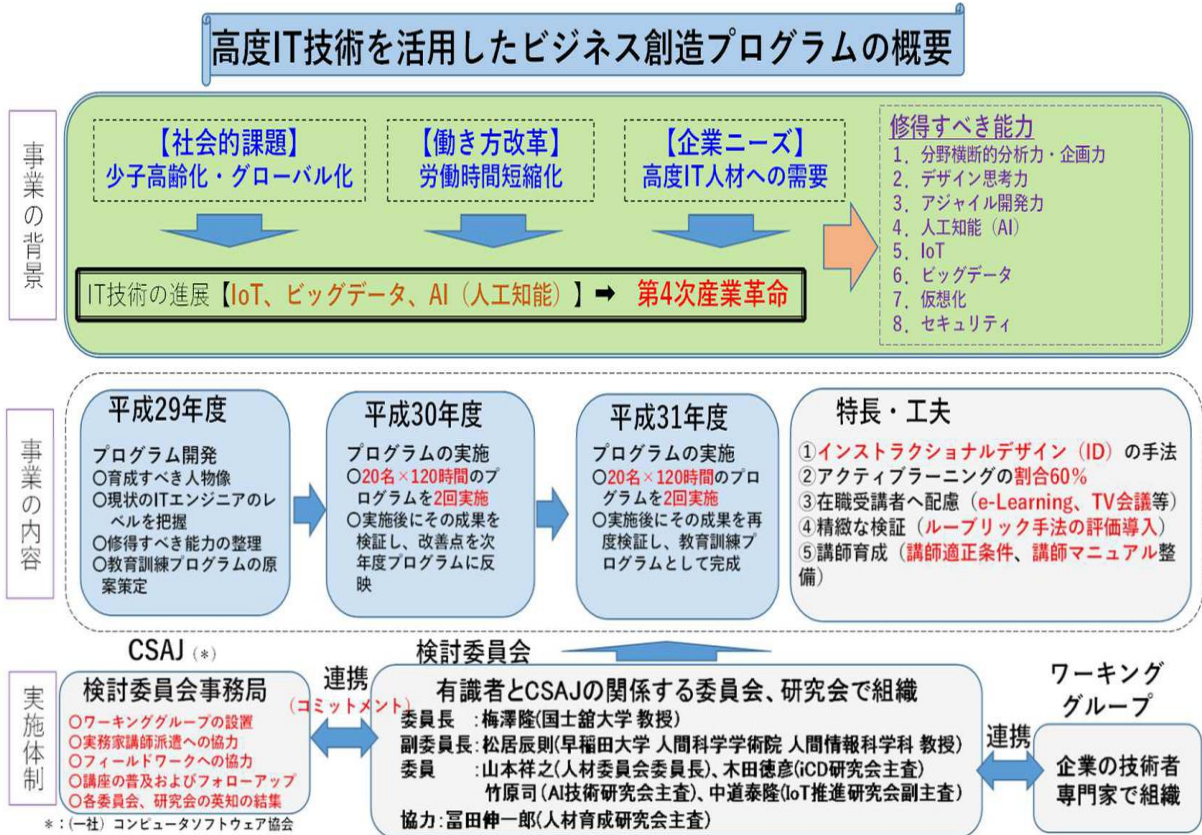 高度IT技術を活用したビジネス創造プログラムの概要
事業の背景
【社会的課題】
少子高齢化・グローバル化
【働き方改革】
労働時間短縮化
【企業ニーズ】
高度IT人材への需要
IT技術の進展【IoT、ビッグデータ、AI（人工知能）】➡ 第4次産業革命
修得すべき能力
1．分野横断的分析力・企画力
2．デザイン思考力
3．アジャイル開発力
4．人工知能（AI）
5．IoT
6．ビッグデータ
7．仮想化
8．セキュリティ
事業の内容
平成29年度
プログラム開発
○育成すべき人物像
○現状のITエンジニアのレ
ベルを把握
○修得すべき能力の整理
○教育訓練プログラムの原
案策定
平成30年度
プログラムの実施
○20名×120時間のプ
ログラムを2回実施
○実施後にその成果を
検証し、改善点を次
年度プログラムに反
映
平成31年度
プログラムの実施
○20名×120時間のプロ
グラムを2回実施
○実施後にその成果を再
度検証し、教育訓練プ
ログラムとして完成
特長・工夫
①インストラクショナルデザイン（ID）の手法
②アクティブラーニングの割合60%
③在職受講者へ配慮（e-Learning、TV会議等）
④精緻な検証（ルーブリック手法の評価導入）
⑤講師育成（講師適正条件、講師マニュアル整
備）
実施体制
CSAJ（*）
検討委員会事務局
○ワーキンググループの設置
○実務家講師派遣への協力
○フィールドワークへの協力
○講座の普及およびフォローアップ
○各委員会、研究会の英知の結集
*：(一社）コンピュータソフトウェア協会
連携
（コミットメント）
検討委員会
有識者とCSAJの関係する委員会、研究会で組織
委員長　：梅澤隆(国士舘大学 教授)
副委員長：松居辰則(早稲田大学 人間科学学術院 人間情報科学科 教授)
委員　　：山本祥之(人材委員会委員長)、木田徳彦(iCD研究会主査)
竹原司(AI技術研究会主査)、中道泰隆(IoT推進研究会副主査)
協力：冨田伸一郎(人材育成研究会主査)
連携
ワーキング
グループ
企業の技術者
専門家で組織